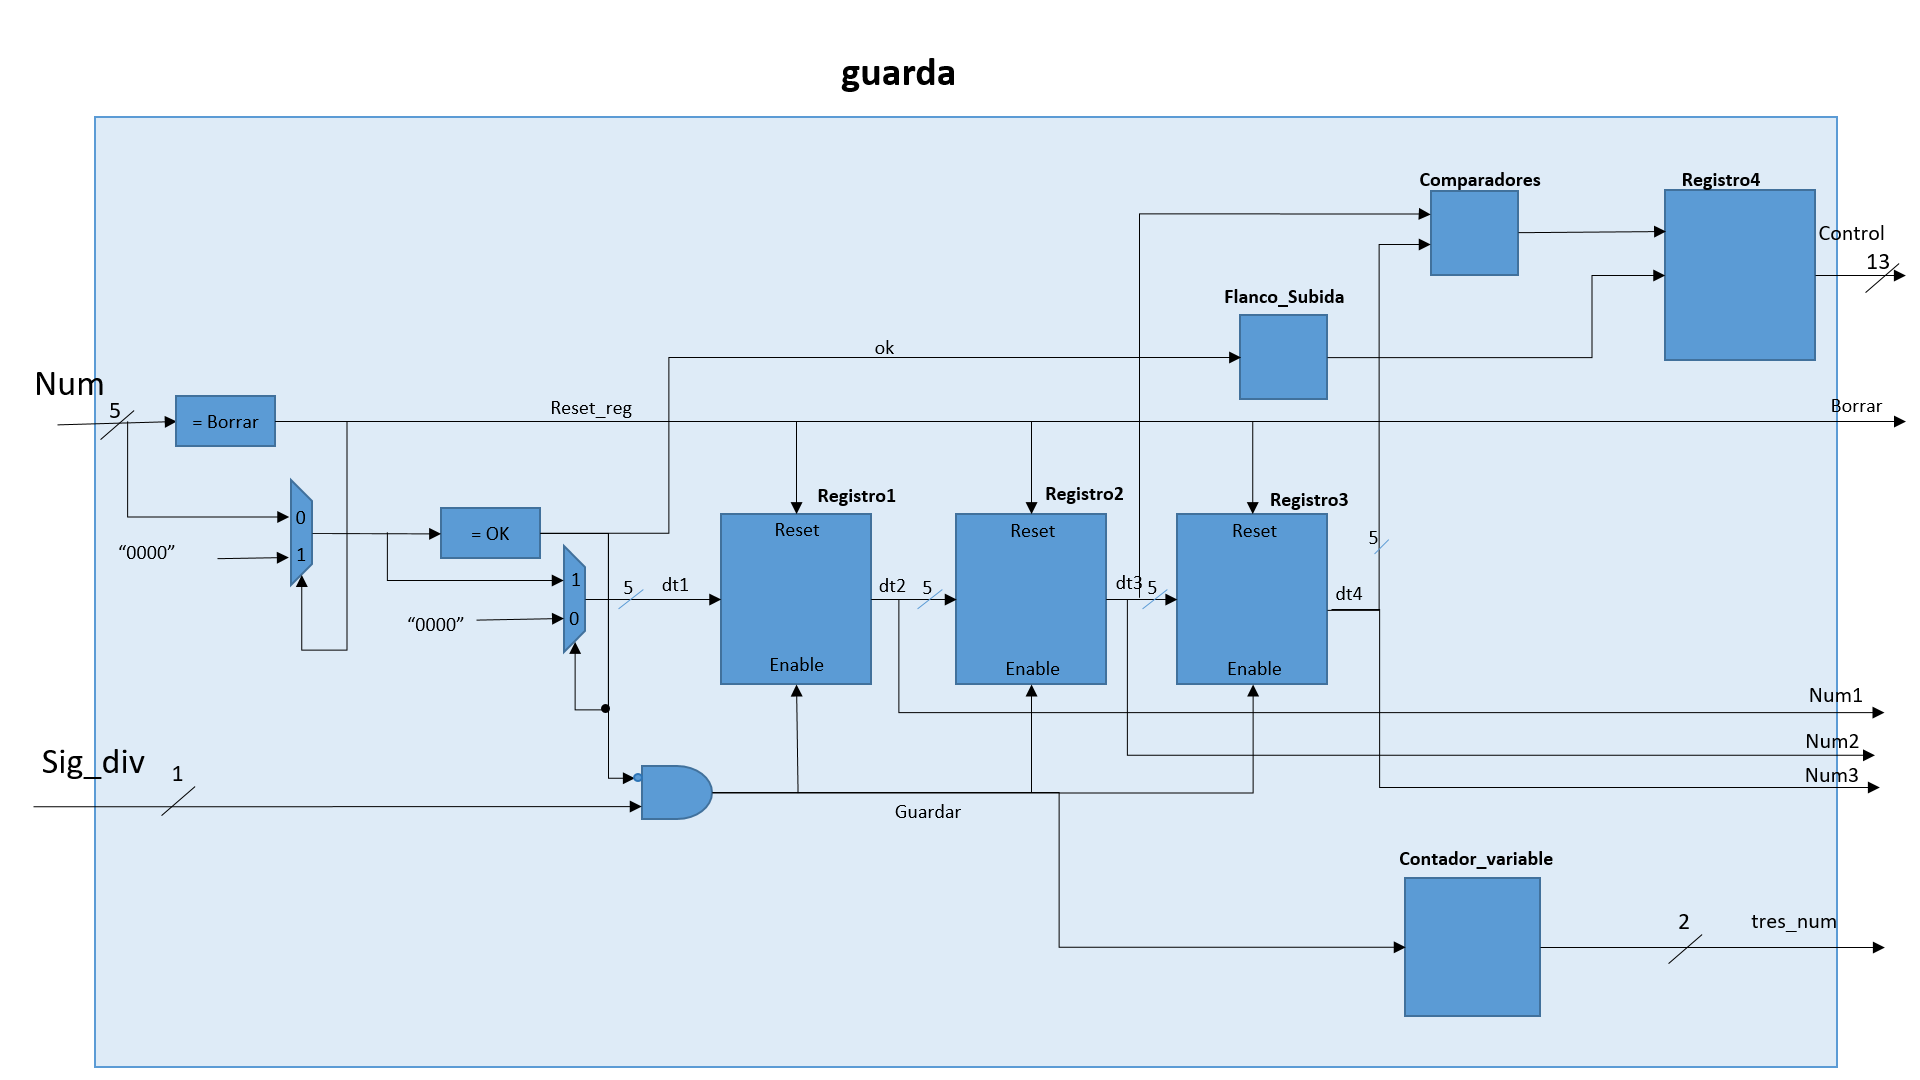 guarda
Comparadores
Registro4
Control
13
Flanco_Subida
ok
Num
5
= Borrar
Reset_reg
Borrar
0
1
“0000”
= OK
1
0
“0000”
5
dt1
Registro1
Reset
Enable
dt2
5
Registro2
Reset
Enable
dt3
5
Registro3
Reset
Enable
dt4
5
Num1
Num2
Num3
Sig_div
1
Guardar
Contador_variable
2
tres_num